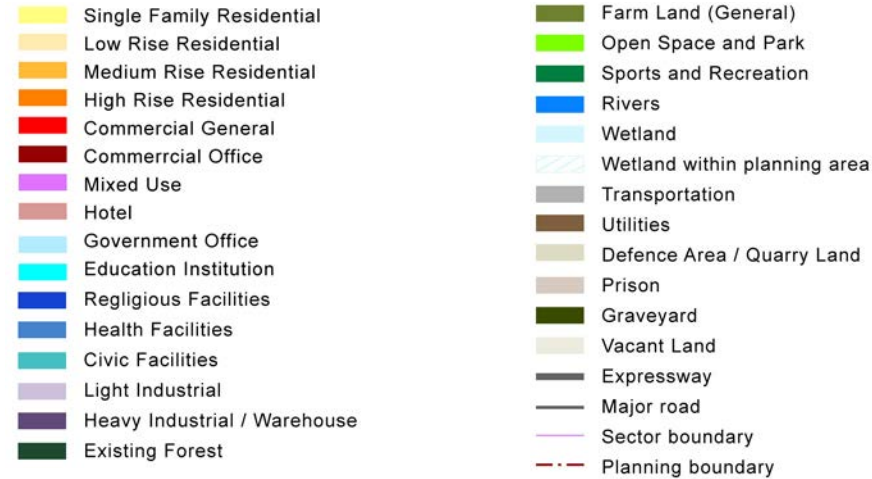 Single Family Residential
Low Rise Residential
Medium Rise Residential
High Rise Residential
Commercial General
Commerrcial Office
Mixed Use
Hotel
Government Office
Education Institution
Regligious Facilities
Health Facilities
Civic Facilities
Light Industrial
Heavy Industrial / Warehouse
Existing Forest
Farm Land (General)
Open Space and Park
Sports and Recreation
Rivers
Wetland
Wetland within planning area
Transportation
Utilities
Defence Area / Quarry Land
Prison
Graveyard
Vacant Land
Expressway
Major road
Sector boundary
Planning boundary